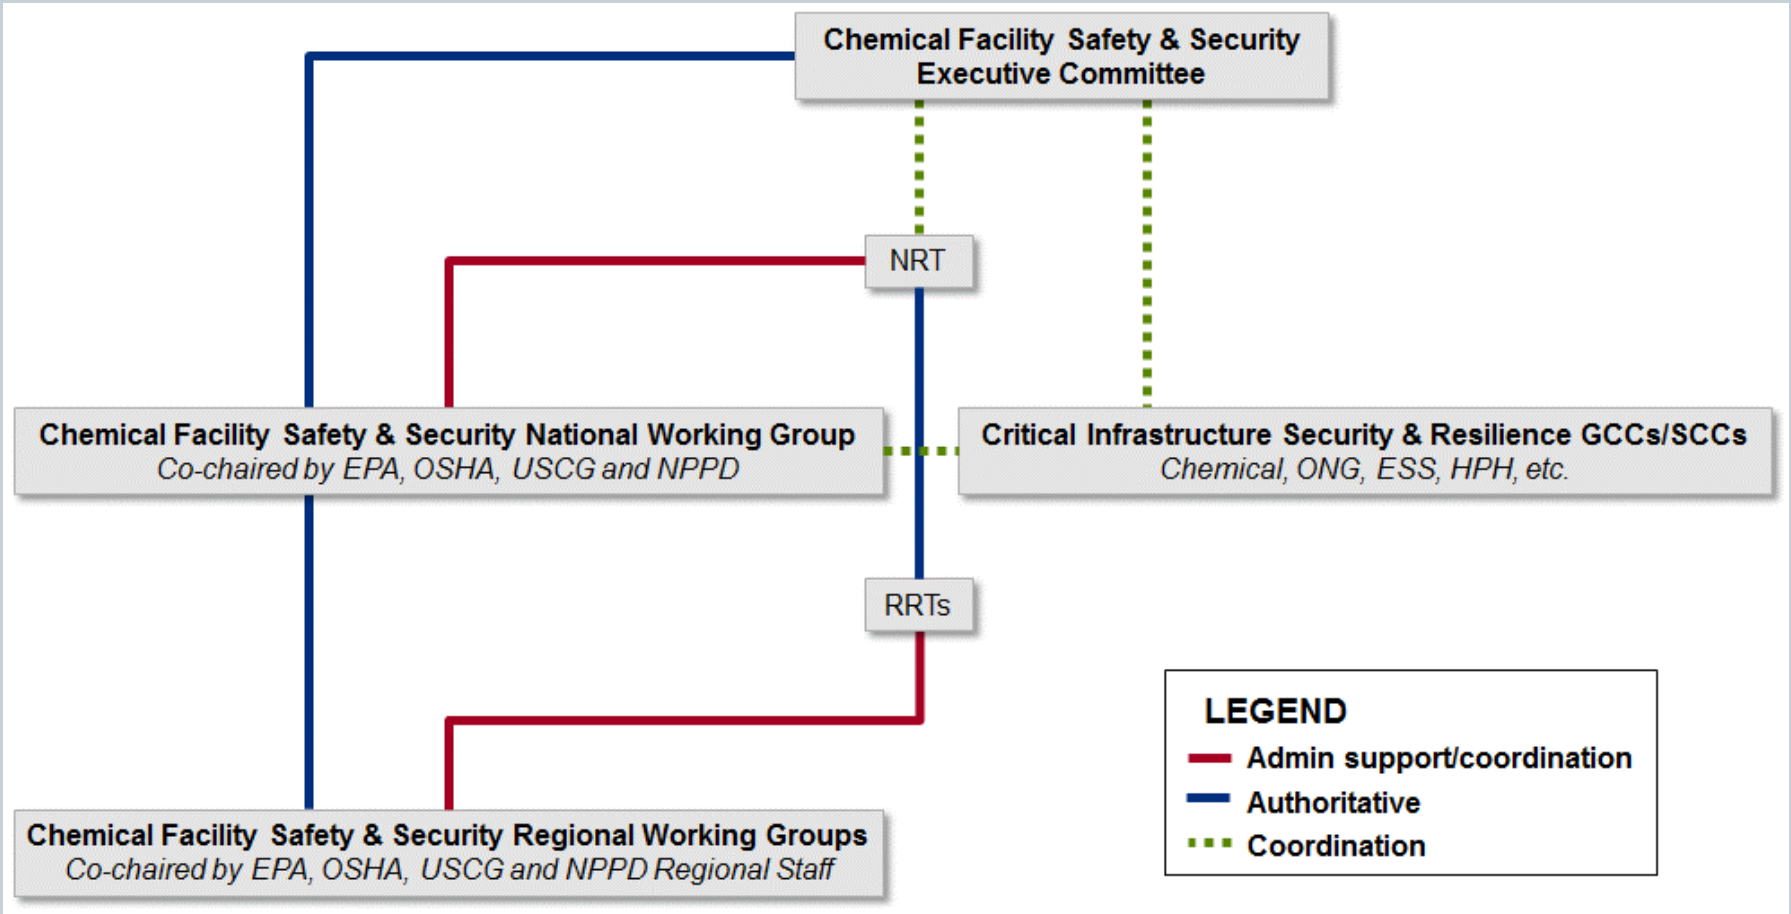 Chemical Facility Safety & Security
Executive Committee
NRT
Chemical Facility Safety & Security National Working Group
Co-chaired by EPA, OSHA, USCG and NPPD
Critical Infrastructure Security & Resilience GCCs/SCCs
Chemical, ONG, ESS, HPH, etc.
RRTs
LEGEND
Admin support/coordination
Authoritative
Coordination
Chemical Facility Safety & Security Regional Working Groups
Co-chaired by EPA, OSHA, USCG and NPPD Regional Staff